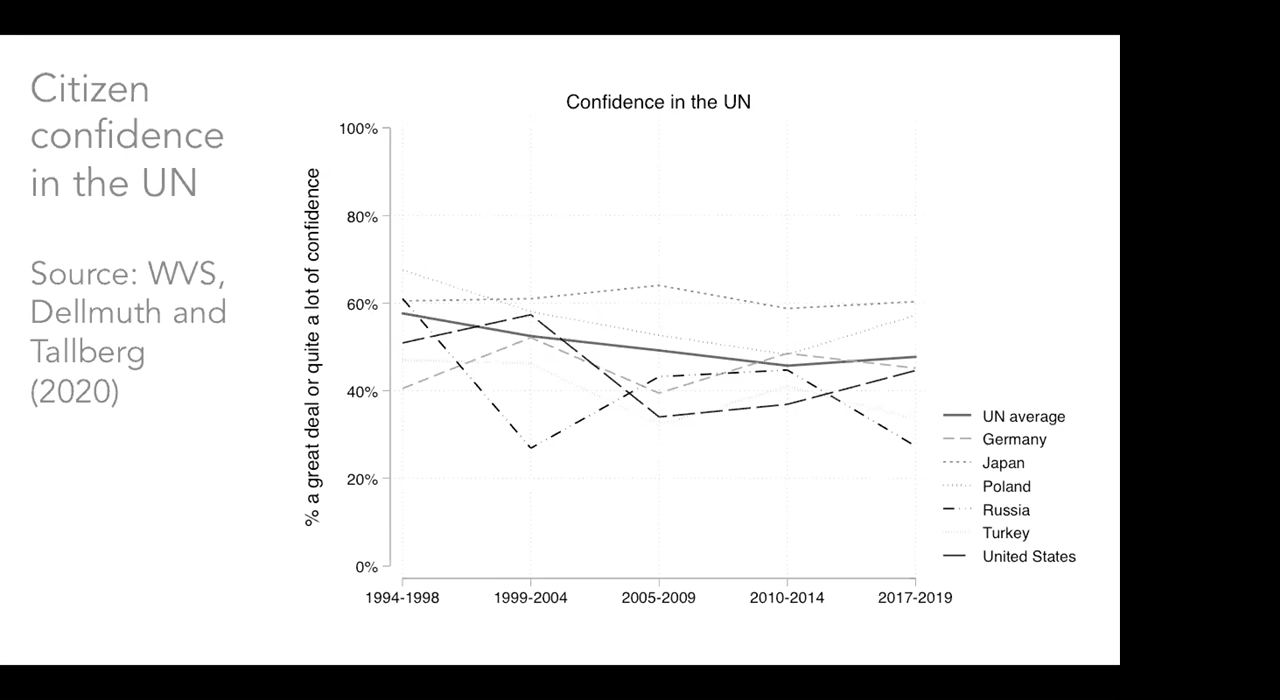 Citizen
confidence
in the UN
Source: WVS,
Dellmuth and
Tallberg
(2020)
Confidence in the UN
% a great deal or quite a lot of confidence
100%
80%
60%
40%
20%
0%
1994-1998 1999-2004 2005-2009 2010-2014 2017-2019
UN average
Germany
Japan
Poland
Russia
Turkey
United States